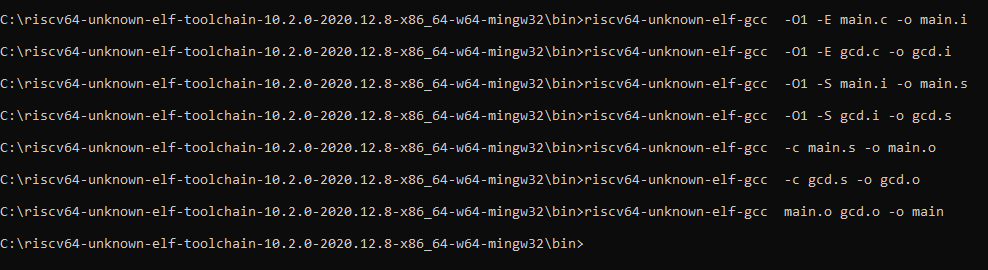 C:\riscv64-unknown-elf-toolchain-10.2.0-2020.12.8-x86_64-w64-mingw32\bin>riscv64-unknown-elf-gcc  -O1 -E main.c -o main.i
C:\riscv64-unknown-elf-toolchain-10.2.0-2020.12.8-x86_64-w64-mingw32\bin>riscv64-unknown-elf-gcc  -O1 -E gcd.c -o gcd.i
C:\riscv64-unknown-elf-toolchain-10.2.0-2020.12.8-x86_64-w64-mingw32\bin>riscv64-unknown-elf-gcc  -O1 -S main.i -o main.s
C:\riscv64-unknown-elf-toolchain-10.2.0-2020.12.8-x86_64-w64-mingw32\bin>riscv64-unknown-elf-gcc  -O1 -S gcd.i -o gcd.s
C:\riscv64-unknown-elf-toolchain-10.2.0-2020.12.8-x86_64-w64-mingw32\bin>riscv64-unknown-elf-gcc  -c main.s -o main.o
C:\riscv64-unknown-elf-toolchain-10.2.0-2020.12.8-x86_64-w64-mingw32\bin>riscv64-unknown-elf-gcc  -c gcd.s -o gcd.o
C:\riscv64-unknown-elf-toolchain-10.2.0-2020.12.8-x86_64-w64-mingw32\bin>riscv64-unknown-elf-gcc  main.o gcd.o -o main
C:\riscv64-unknown-elf-toolchain-10.2.0-2020.12.8-x86_64-w64-mingw32\bin>